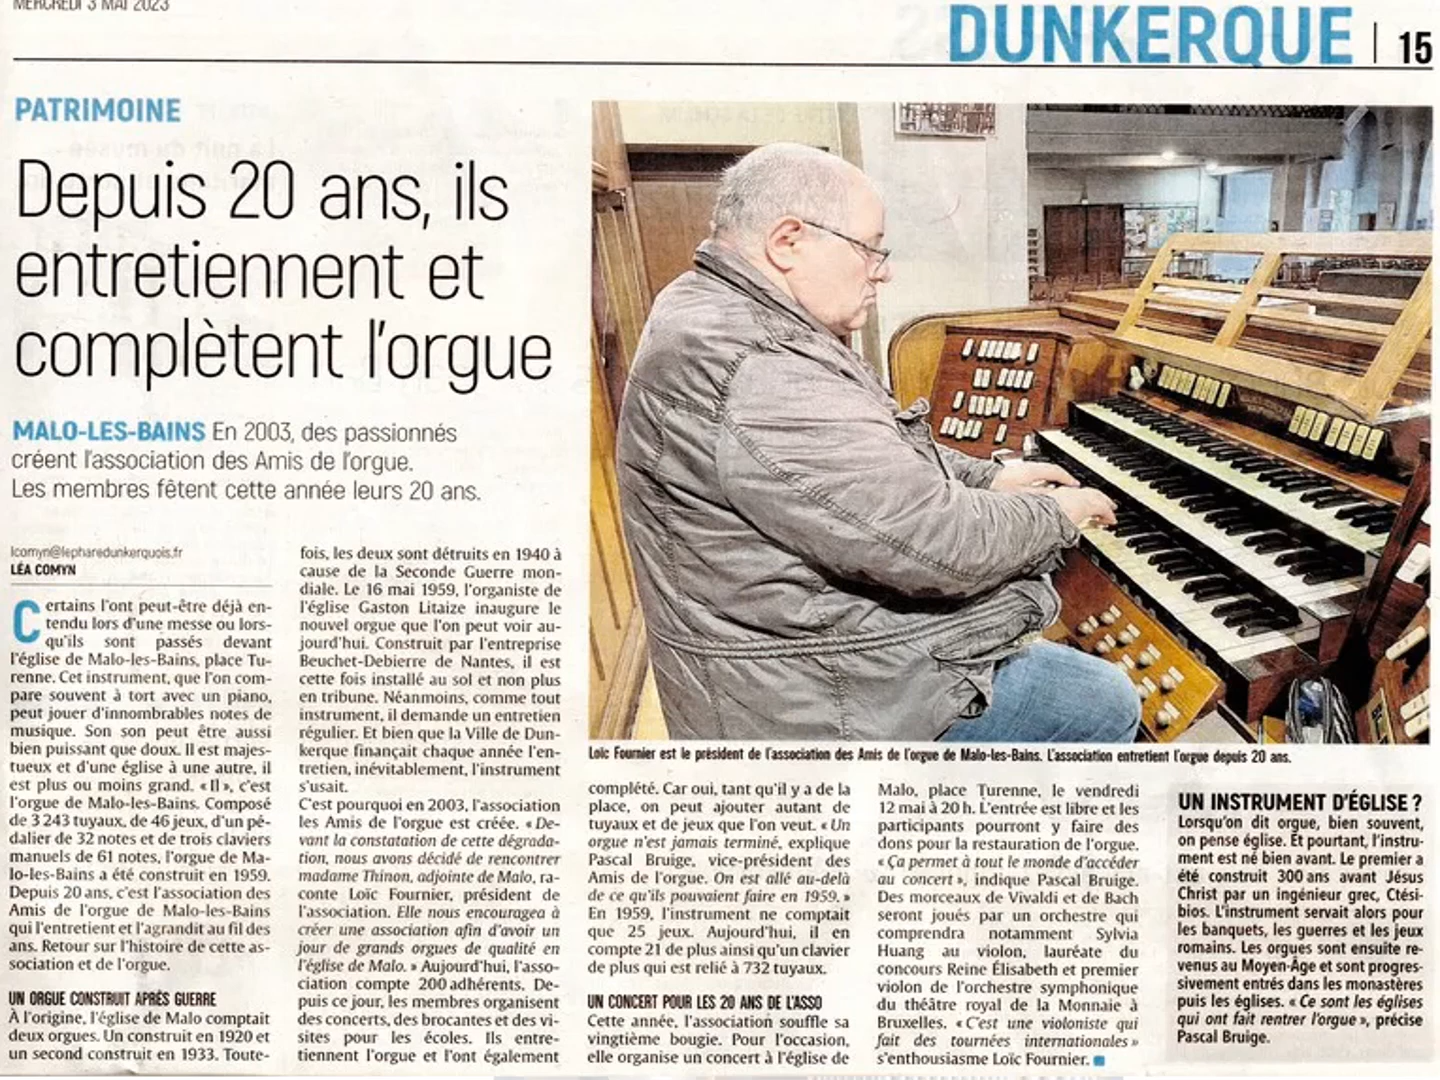 MERCREDI 3 MAI 2023
DUNKERQUE | 15
PATRIMOINE
Depuis 20 ans, ils
entretiennent et
complètent l'orgue
MALO-LES-BAINS En 2003, des passionnés
créent l'association des Amis de l'orgue.
Les membres fêtent cette année leurs 20 ans.
lcomyn@lepharedunkerquois.fr
LÉA COMYN
Certains l'ont peut-être déjà en-
tendu lors d'une messe ou lors-
qu'ils sont passés devant
l'église de Malo-les-Bains, place Tu-
renne. Cet instrument, que l'on com-
pare souvent à tort avec un piano,
peut jouer d'innombrables notes de
musique. Son son peut être aussi
bien puissant que doux. Il est majes-
tueux et d'une église à une autre, il
est plus ou moins grand. « Il », c'est
l'orgue de Malo-les-Bains. Composé
de 3 243 tuyaux, de 46 jeux, d'un pé-
dalier de 32 notes et de trois claviers
manuels de 61 notes, l'orgue de Ma-
lo-les-Bains a été construit en 1959.
Depuis 20 ans, c'est l'association des
Amis de l'orgue de Malo-les-Bains
qui l'entretient et l'agrandit au fil des
ans. Retour sur l'histoire de cette as-
sociation et de l'orgue.
UN ORGUE CONSTRUIT APRÈS GUERRE
À l'origine, l'église de Malo comptait
deux orgues. Un construit en 1920 et
un second construit en 1933. Toute-
fois, les deux sont détruits en 1940 à
cause de la Seconde Guerre mon-
diale. Le 16 mai 1959, l'organiste de
l'église Gaston Litaize inaugure le
nouvel orgue que l'on peut voir au-
jourd'hui. Construit par l'entreprise
Beuchet-Debierre de Nantes, il est
cette fois installé au sol et non plus
en tribune. Néanmoins, comme tout
instrument, il demande un entretien
régulier. Et bien que la Ville de Dun-
kerque finançait chaque année l'en-
tretien, inévitablement, l'instrument
s'usait.
C'est pourquoi en 2003, l'association
les Amis de l'orgue est créée. « De-
vant la constatation de cette dégrada-
tion, nous avons décidé de rencontrer
madame Thinon, adjointe de Malo, ra-
conte Loïc Fournier, président de
l'association. Elle nous encouragea à
créer une association afin d'avoir un
jour de grands orgues de qualité en
l'église de Malo. » Aujourd'hui, l'asso-
ciation compte 200 adhérents. De-
puis ce jour, les membres organisent
des concerts, des brocantes et des vi-
sites pour les écoles. Ils entre-
tiennent l'orgue et l'ont également
Loïc Fournier est le président de l'association des Amis de l'orgue de Malo-les-Bains. L'association entretient l'orgue depuis 20 ans.
complété. Car oui, tant qu'il y a de la
place, on peut ajouter autant de
tuyaux et de jeux que l'on veut. « Un
orgue n'est jamais terminé, explique
Pascal Bruige, vice-président des
Amis de l'orgue. On est allé au-delà
de ce qu'ils pouvaient faire en 1959. »
En 1959, l'instrument ne comptait
que 25 jeux. Aujourd'hui, il en
compte 21 de plus ainsi qu'un clavier
de plus qui est relié à 732 tuyaux.
UN CONCERT POUR LES 20 ANS DE L'ASSO
Cette année, l'association souffle sa
vingtième bougie. Pour l'occasion,
elle organise un concert à l'église de
Malo, place Turenne, le vendredi
12 mai à 20 h. L'entrée est libre et les
participants pourront y faire des
dons pour la restauration de l'orgue.
« Ça permet à tout le monde d'accéder
au concert », indique Pascal Bruige.
Des morceaux de Vivaldi et de Bach
seront joués par un orchestre qui
comprendra notamment Sylvia
Huang au violon, lauréate du
concours Reine Élisabeth et premier
violon de l'orchestre symphonique
du théâtre royal de la Monnaie à
Bruxelles. « C'est une violoniste qui
fait des tournées internationales »
s'enthousiasme Loïc Fournier.
UN INSTRUMENT D'ÉGLISE ?
Lorsqu'on dit orgue, bien souvent,
on pense église. Et pourtant, l'instru-
ment est né bien avant. Le premier a
été construit 300 ans avant Jésus
Christ par un ingénieur grec, Ctési-
bios. L'instrument servait alors pour
les banquets, les guerres et les jeux
romains. Les orgues sont ensuite re-
venus au Moyen-Âge et sont progres-
sivement entrés dans les monastères
puis les églises. « Ce sont les églises
qui ont fait rentrer l'orgue », précise
Pascal Bruige.